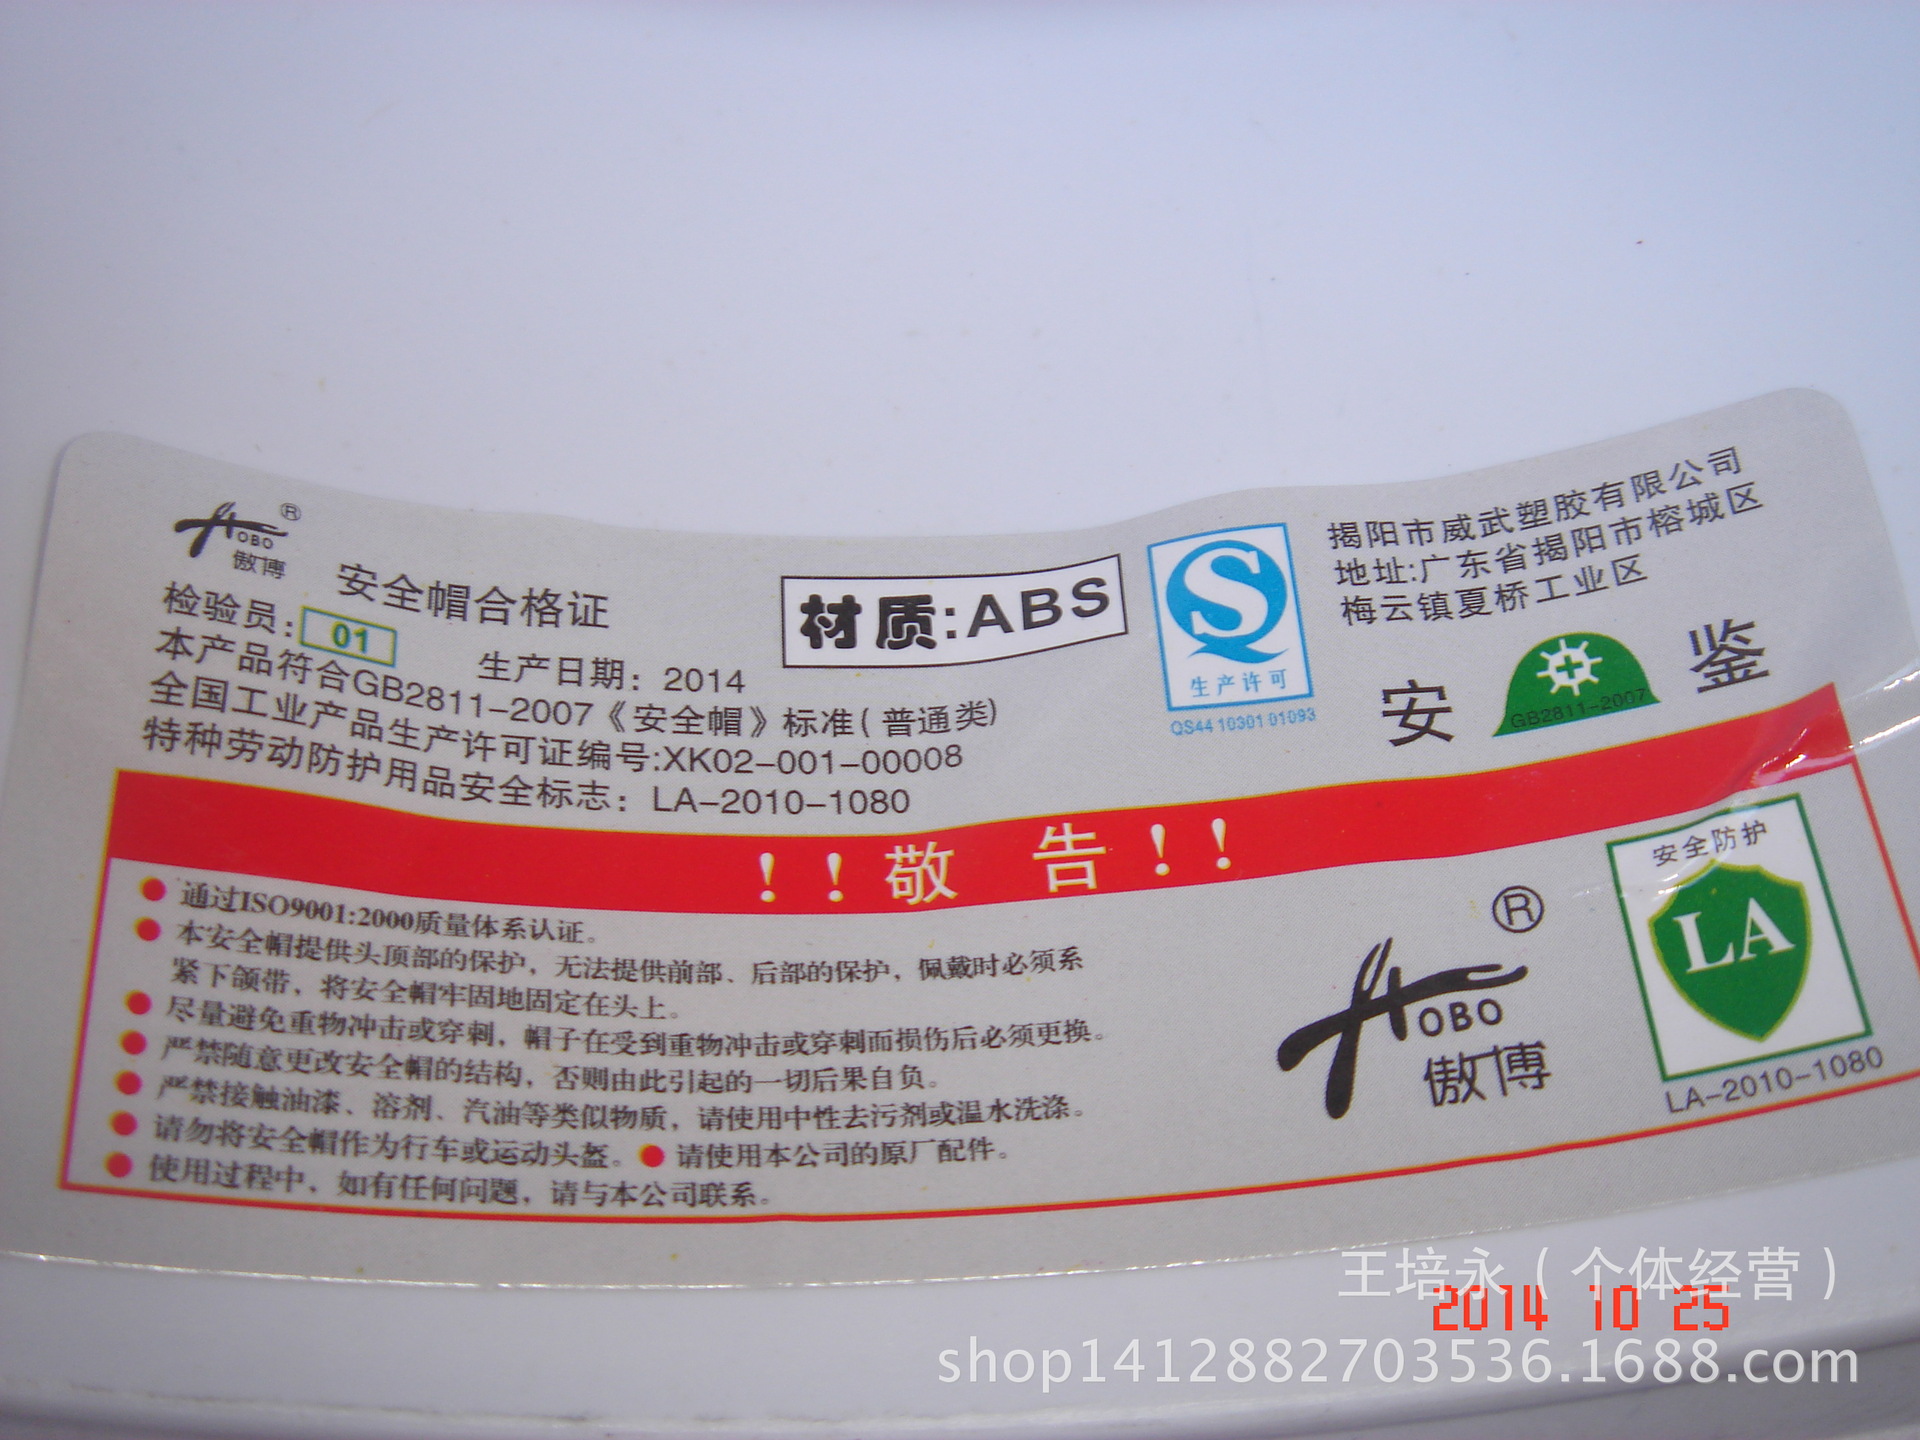 HOBO ®
傲博
安全帽合格证
检验员：01
生产日期：2014
本产品符合GB2811-2007《安全帽》标准(普通类)
全国工业产品生产许可证编号:XK02-001-00008
特种劳动防护用品安全标志：LA-2010-1080
材质:ABS
生产许可
QS44 10301 01093
揭阳市威武塑胶有限公司
地址:广东省揭阳市榕城区
梅云镇夏桥工业区
安 鉴
GB2811-2007
！！敬 告！！
● 通过ISO9001:2000质量体系认证。
● 本安全帽提供头顶部的保护，无法提供前部、后部的保护，佩戴时必须系
紧下颌带，将安全帽牢固地固定在头上。
● 尽量避免重物冲击或穿刺，帽子在受到重物冲击或穿刺而损伤后必须更换。
● 严禁随意更改安全帽的结构，否则由此引起的一切后果自负。
● 严禁接触油漆、溶剂、汽油等类似物质，请使用中性去污剂或温水洗涤。
● 请勿将安全帽作为行车或运动头盔。● 请使用本公司的原厂配件。
● 使用过程中，如有任何问题，请与本公司联系。
HOBO ®
傲博
安全防护
LA
LA-2010-1080
王培永（个体经营）
2014 10 25
shop1412882703536.1688.com